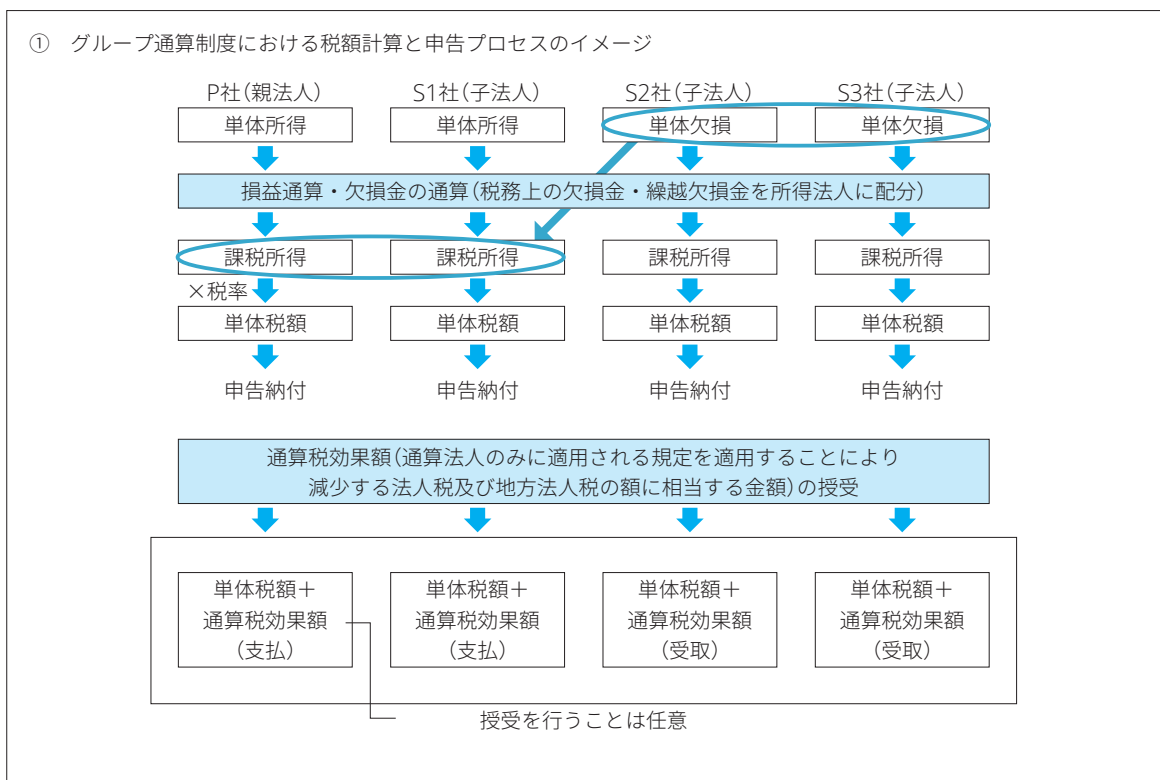 ① グループ通算制度における税額計算と申告プロセスのイメージ
P社(親法人) S1社(子法人) S2社(子法人) S3社(子法人)
単体所得 単体所得 単体欠損 単体欠損
損益通算・欠損金の通算(税務上の欠損金・繰越欠損金を所得法人に配分)
課税所得 課税所得 課税所得 課税所得
×税率
単体税額 単体税額 単体税額 単体税額
申告納付 申告納付 申告納付 申告納付
通算税効果額(通算法人のみに適用される規定を適用することにより
減少する法人税及び地方法人税の額に相当する金額)の授受
単体税額+ 単体税額+ 単体税額+ 単体税額+
通算税効果額 通算税効果額 通算税効果額 通算税効果額
(支払) (支払) (受取) (受取)
授受を行うことは任意